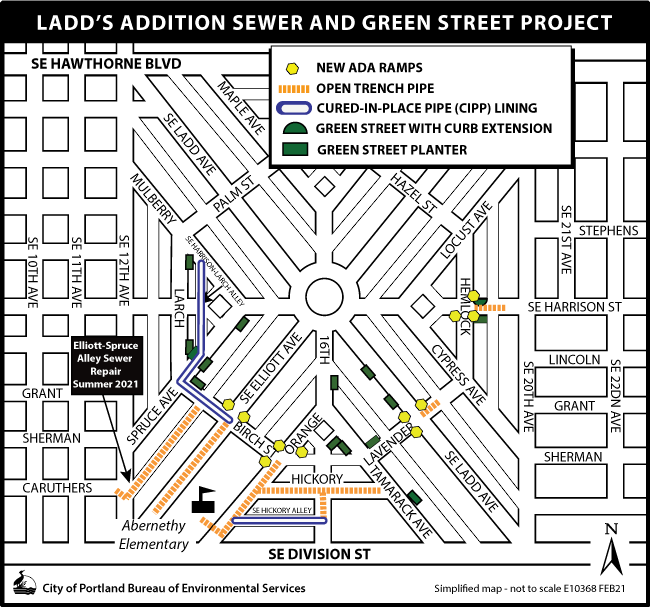 LADD'S ADDITION SEWER AND GREEN STREET PROJECT
SE HAWTHORNE BLVD
NEW ADA RAMPS
OPEN TRENCH PIPE
CURED-IN-PLACE PIPE (CIPP) LINING
GREEN STREET WITH CURB EXTENSION
GREEN STREET PLANTER
MAPLE AVE
SE LADD AVE
MULBERRY
PALM ST
HAZEL ST
LOCUST AVE
SE 10TH AVE
SE 11TH AVE
SE 12TH AVE
SE 21ST AVE
STEPHENS
SE HARRISON-LARCH ALLEY
LARCH
HEMLOCK
SE HARRISON ST
Elliott-Spruce
Alley Sewer
Repair
Summer 2021
SE ELLIOTT AVE
16TH
CYPRESS AVE
LINCOLN
SE 20TH AVE
SE 22DN AVE
GRANT
GRANT
SPRUCE AVE
BIRCH ST
ORANGE
LAVENDER
SHERMAN
SHERMAN
SE LADD AVE
TAMARACK AVE
CARUTHERS
HICKORY
SE HICKORY ALLEY
Abernethy
Elementary
SE DIVISION ST
N
City of Portland Bureau of Environmental Services
Simplified map - not to scale E10368 FEB21